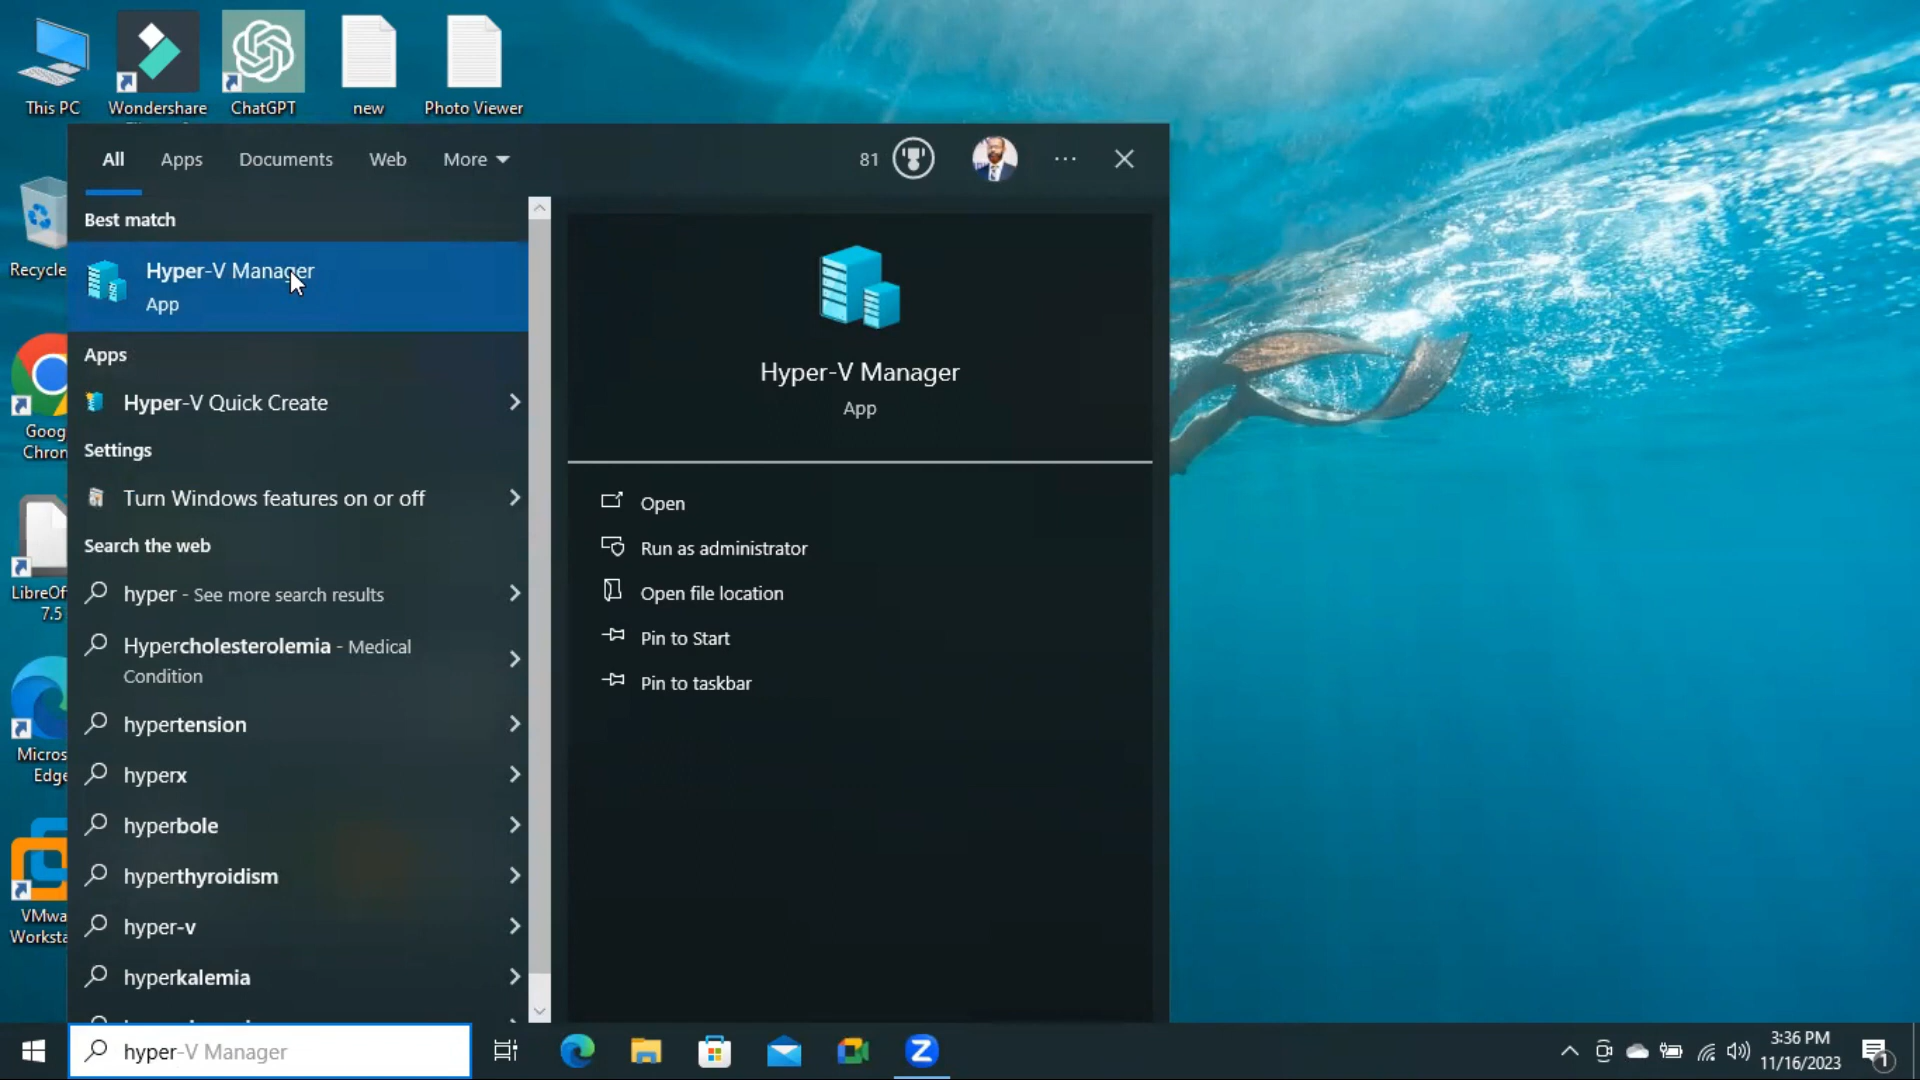 This PC
Wondershare
ChatGPT
new
Photo Viewer
Recycle
Goog
Chron
LibreOf
7.5
Micros
Edge
VMwa
Worksta
All
Apps
Documents
Web
More
81
Best match
Hyper-V Manager
App
Apps
Hyper-V Quick Create
Settings
Turn Windows features on or off
Search the web
hyper - See more search results
Hypercholesterolemia - Medical
Condition
hypertension
hyperx
hyperbole
hyperthyroidism
hyper-v
hyperkalemia
Hyper-V Manager
App
Open
Run as administrator
Open file location
Pin to Start
Pin to taskbar
hyper-V Manager
3:36 PM
11/16/2023
1